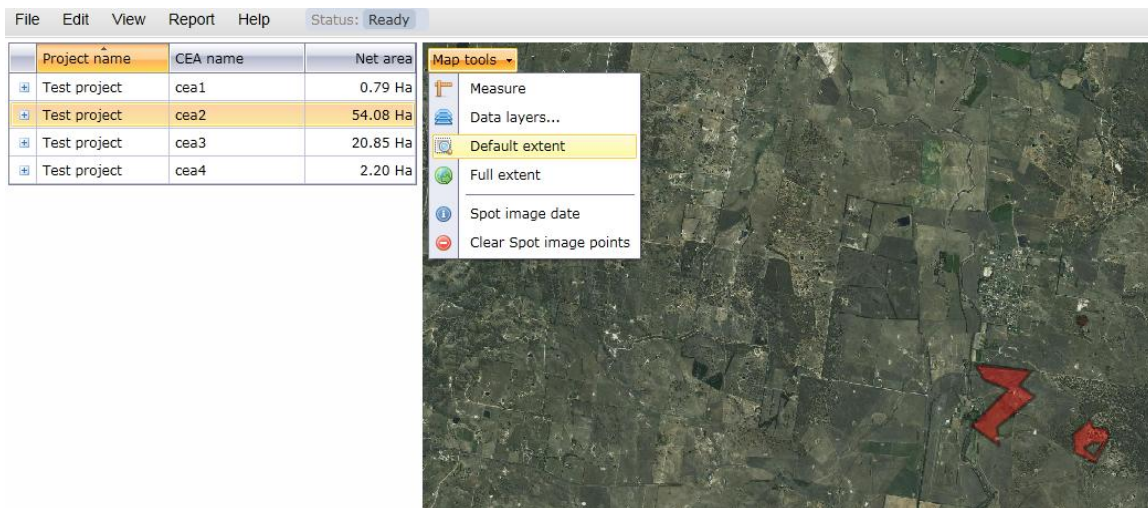 File Edit View Report Help Status: Ready
Project name CEA name Net area
Test project cea1 0.79 Ha
Test project cea2 54.08 Ha
Test project cea3 20.85 Ha
Test project cea4 2.20 Ha
Map tools
Measure
Data layers...
Default extent
Full extent
Spot image date
Clear Spot image points